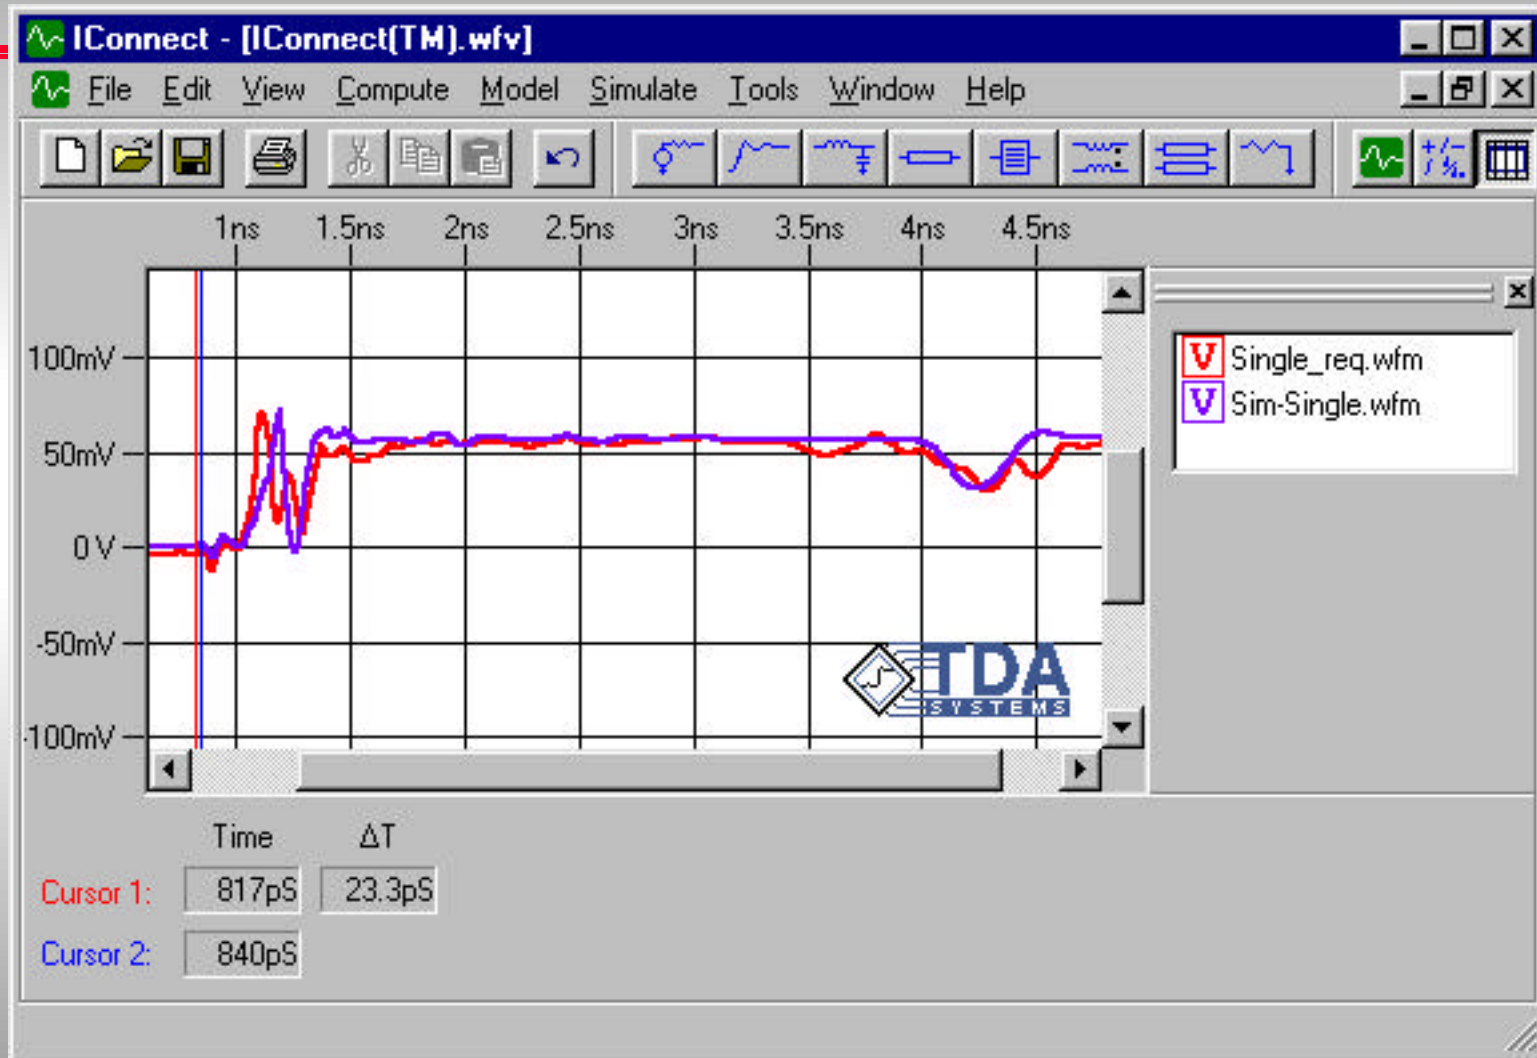 IConnect - [IConnect(TM).wfv]
File Edit View Compute Model Simulate Tools Window Help
+/-
1ns 1.5ns 2ns 2.5ns 3ns 3.5ns 4ns 4.5ns
100mV
50mV
0 V
-50mV
-100mV
V Single_req.wfm
V Sim-Single.wfm
TDA
SYSTEMS
Time ΔT
Cursor 1: 817pS 23.3pS
Cursor 2: 840pS